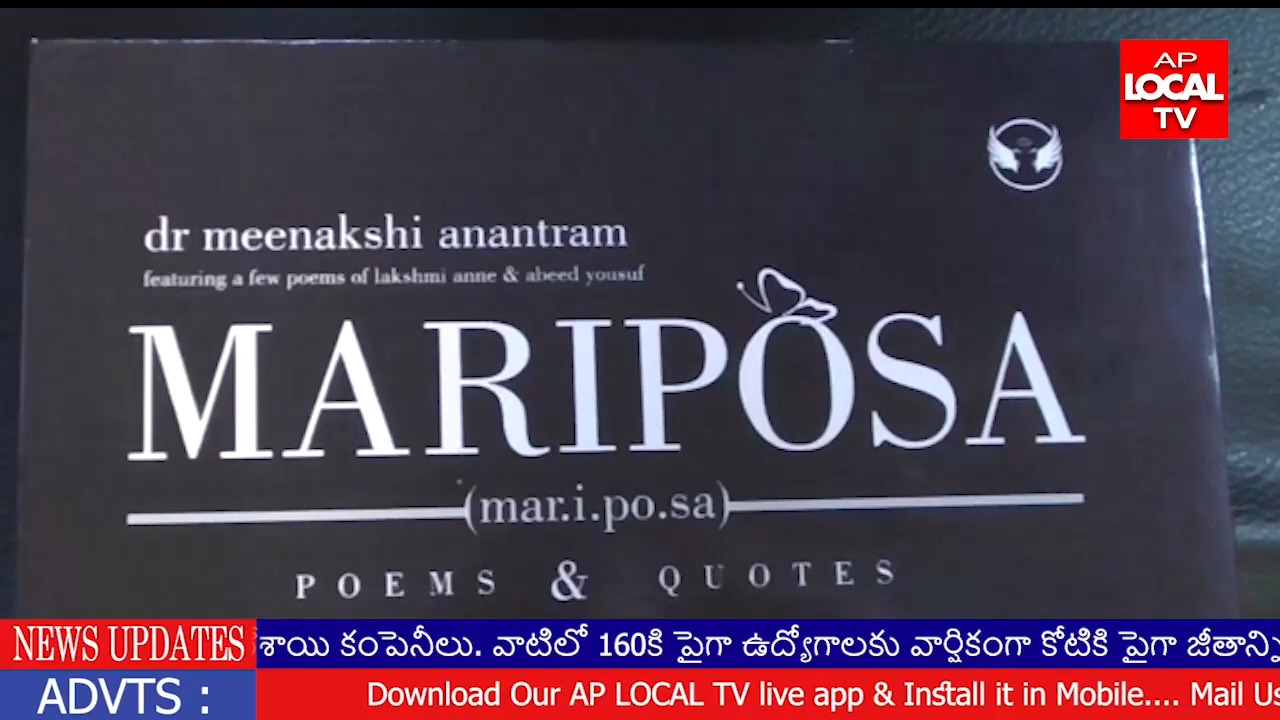 AP
LOCAL
TV
dr meenakshi anantram
featuring a few poems of lakshmi anne & abeed yousuf
MARIPOSA
(mar.i.po.sa)
POEMS & QUOTES
NEWS UPDATES
శాయి కంపెనీలు. వాటిలో 160కి పైగా ఉద్యోగాలకు వార్షికంగా కోటికి పైగా జీతాన్ని
ADVTS :
Download Our AP LOCAL TV live app & Install it in Mobile.... Mail Us